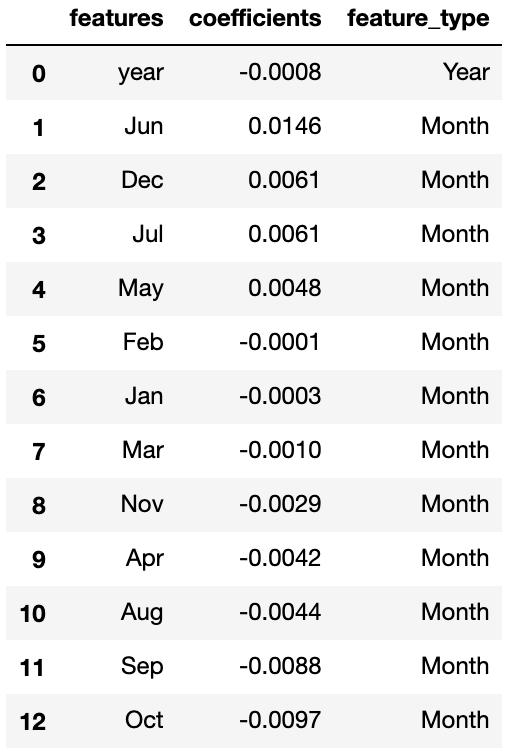 features coefficients feature_type
0 year -0.0008 Year
1 Jun 0.0146 Month
2 Dec 0.0061 Month
3 Jul 0.0061 Month
4 May 0.0048 Month
5 Feb -0.0001 Month
6 Jan -0.0003 Month
7 Mar -0.0010 Month
8 Nov -0.0029 Month
9 Apr -0.0042 Month
10 Aug -0.0044 Month
11 Sep -0.0088 Month
12 Oct -0.0097 Month